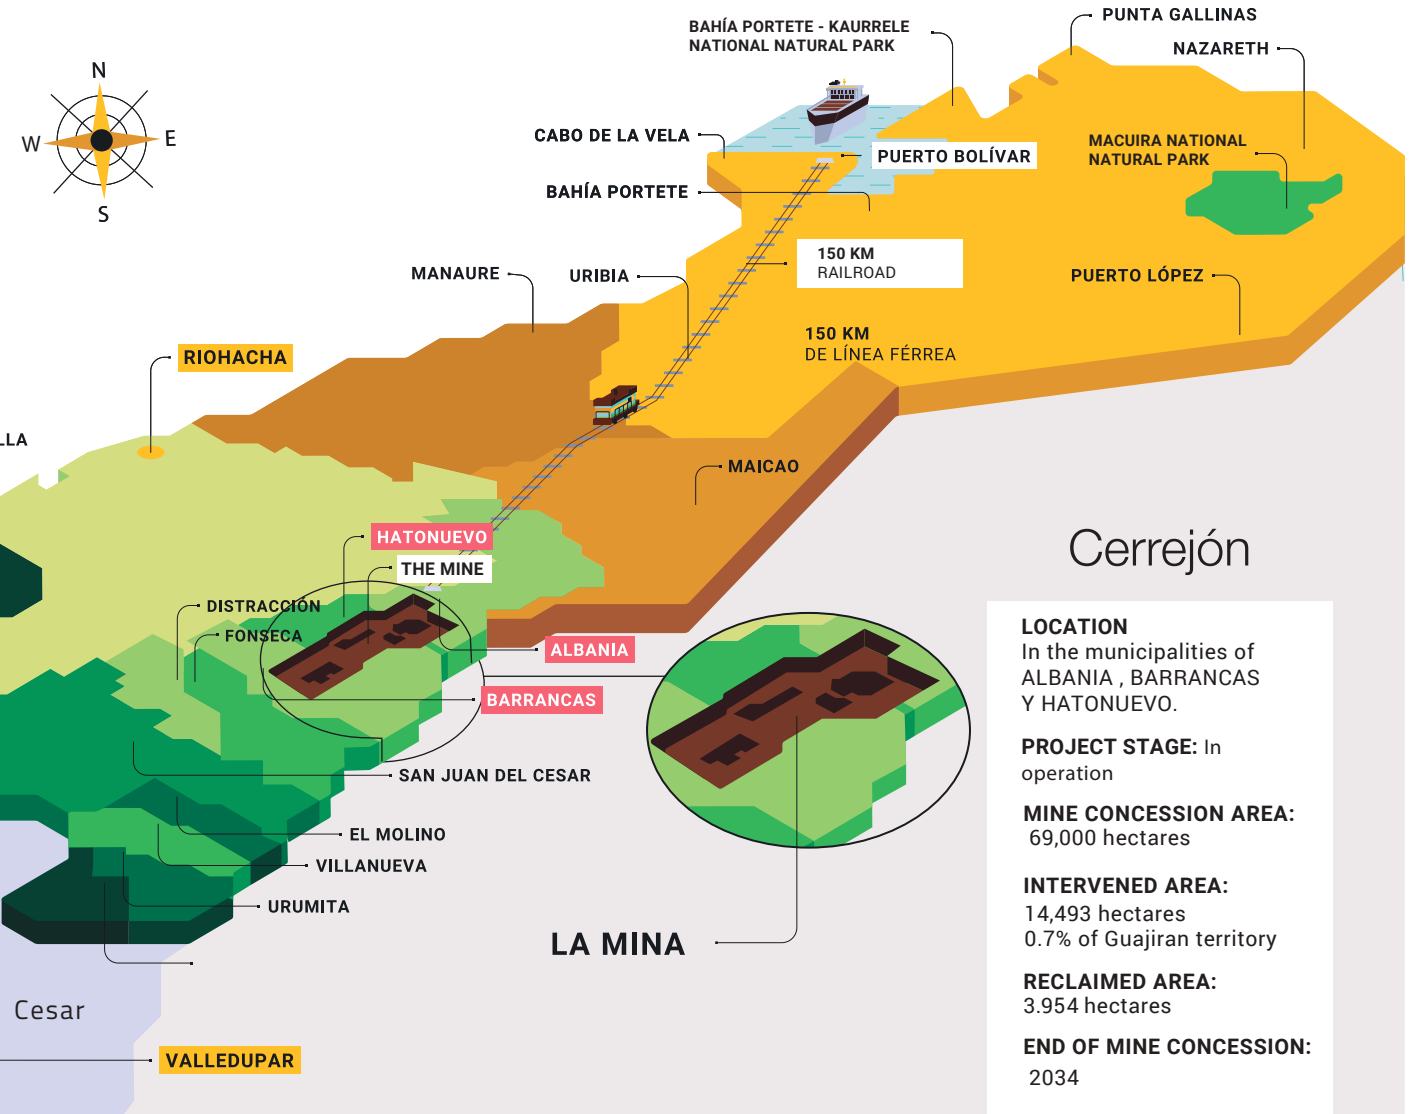 N
W
E
S
BAHÍA PORTETE - KAURRELE
NATIONAL NATURAL PARK
PUNTA GALLINAS
NAZARETH
CABO DE LA VELA
PUERTO BOLÍVAR
MACUIRA NATIONAL
NATURAL PARK
BAHÍA PORTETE
150 KM
RAILROAD
MANAURE
URIBIA
PUERTO LÓPEZ
150 KM
DE LÍNEA FÉRREA
RIOHACHA
LLA
MAICAO
HATONUEVO
THE MINE
DISTRACCIÓN
FONSECA
ALBANIA
BARRANCAS
SAN JUAN DEL CESAR
EL MOLINO
VILLANUEVA
URUMITA
LA MINA
Cesar
VALLEDUPAR
Cerrejón
LOCATION
In the municipalities of
ALBANIA , BARRANCAS
Y HATONUEVO.
PROJECT STAGE: In
operation
MINE CONCESSION AREA:
69,000 hectares
INTERVENED AREA:
14,493 hectares
0.7% of Guajiran territory
RECLAIMED AREA:
3.954 hectares
END OF MINE CONCESSION:
2034